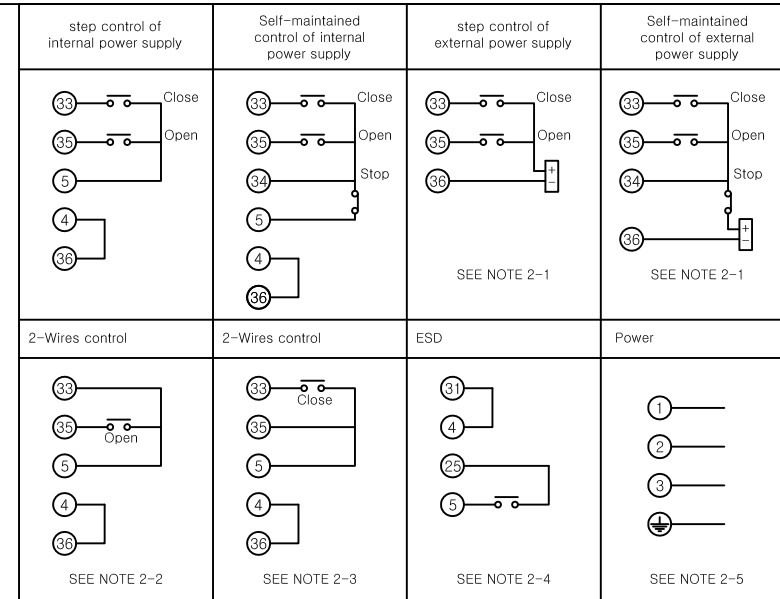 step control of
internal power supply
Self-maintained
control of internal
power supply
step control of
external power supply
Self-maintained
control of external
power supply
33
Close
35
Open
5
4
36
33
Close
35
Open
34
Stop
5
4
36
33
Close
35
Open
36
+
-
SEE NOTE 2-1
33
Close
35
Open
34
Stop
36
+
-
SEE NOTE 2-1
2-Wires control
2-Wires control
ESD
Power
33
35
Open
5
4
36
SEE NOTE 2-2
33
Close
35
5
4
36
SEE NOTE 2-3
31
4
25
5
SEE NOTE 2-4
1
2
3
SEE NOTE 2-5